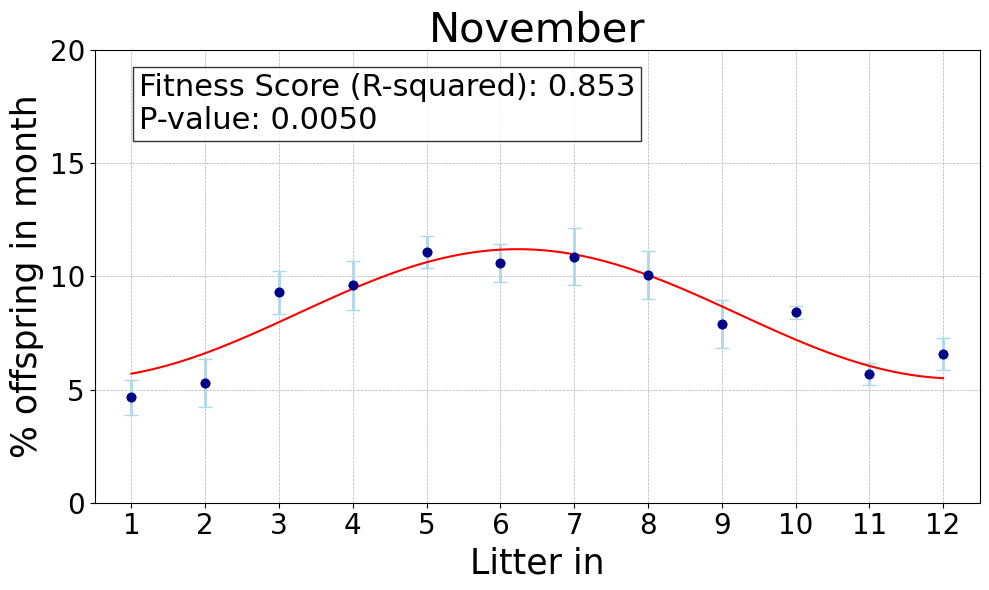 November
Fitness Score (R-squared): 0.853
P-value: 0.0050
% offspring in month
20
15
10
5
0
1 2 3 4 5 6 7 8 9 10 11 12
Litter in